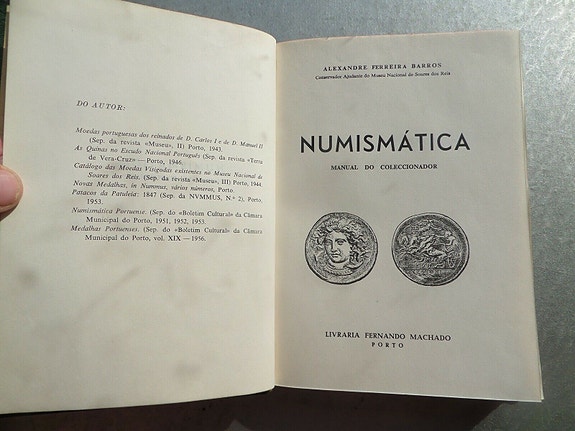 DO AUTOR:
Moedas portuguesas dos reinados de D. Carlos I e de D. Manuel II
(Sep. da revista «Museu», II) Porto, 1943.
As Quinas no Escudo Nacional Português (Sep. da revista «Terra
de Vera-Cruz» — Porto, 1946.
Catálogo das Moedas Visigodas existentes no Museu Nacional de
Soares dos Reis. (Sep. da revista «Museu», III) Porto, 1944.
Novas Medalhas, in Nummus, vários números, Porto.
Patacos da Patuleia: 1847 (Sep. da NVMMUS, N.º 2), Porto,
1953.
Numismática Portuense. (Sep. do «Boletim Cultural» da Câmara
Municipal do Porto, 1951, 1952, 1953.
Medalhas Portuenses. (Sep. do «Boletim Cultural» da Câmara
Municipal do Porto, vol. XIX — 1956.
ALEXANDRE FERREIRA BARROS
Conservador Ajudante do Museu Nacional de Soares dos Reis
NUMISMÁTICA
MANUAL DO COLECCIONADOR
LIVRARIA FERNANDO MACHADO
PORTO